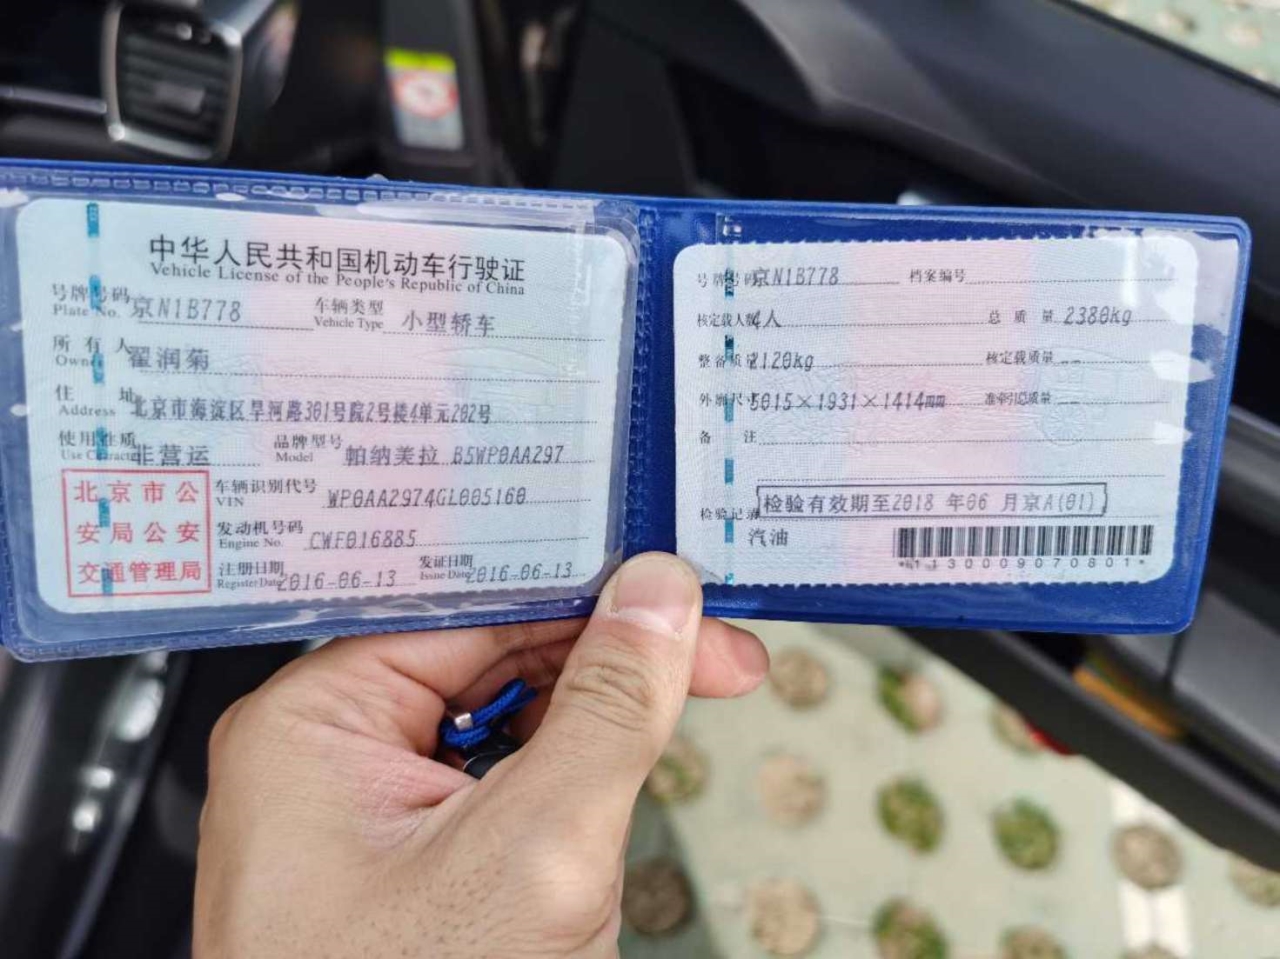 中华人民共和国机动车行驶证
Vehicle License of the People's Republic of China
号牌号码 京N1B778 车辆类型 小型轿车
Plate No. Vehicle Type
所有人 翟润菊
Owner
住址 北京市海淀区旱河路301号院2号楼4单元202号
Address
使用性质 非营运 品牌型号 帕纳美拉 BSWP0AA297
Use Character Model
北京市公
安局公安
交通管理局
车辆识别代号 WP0AA2974GL005160
VIN
发动机号码 CWF016885
Engine No.
注册日期 2016-06-13 发证日期 2016-06-13
Register Date Issue Date
号牌号码 京N1B778 档案编号
核定载人数 4人 总质量 2380kg
整备质量 2120kg 核定载质量 --
外廓尺寸 5015×1931×1414mm 准牵引总质量 --
备注
检验记录 检验有效期至2018年06月京A(01)
汽油